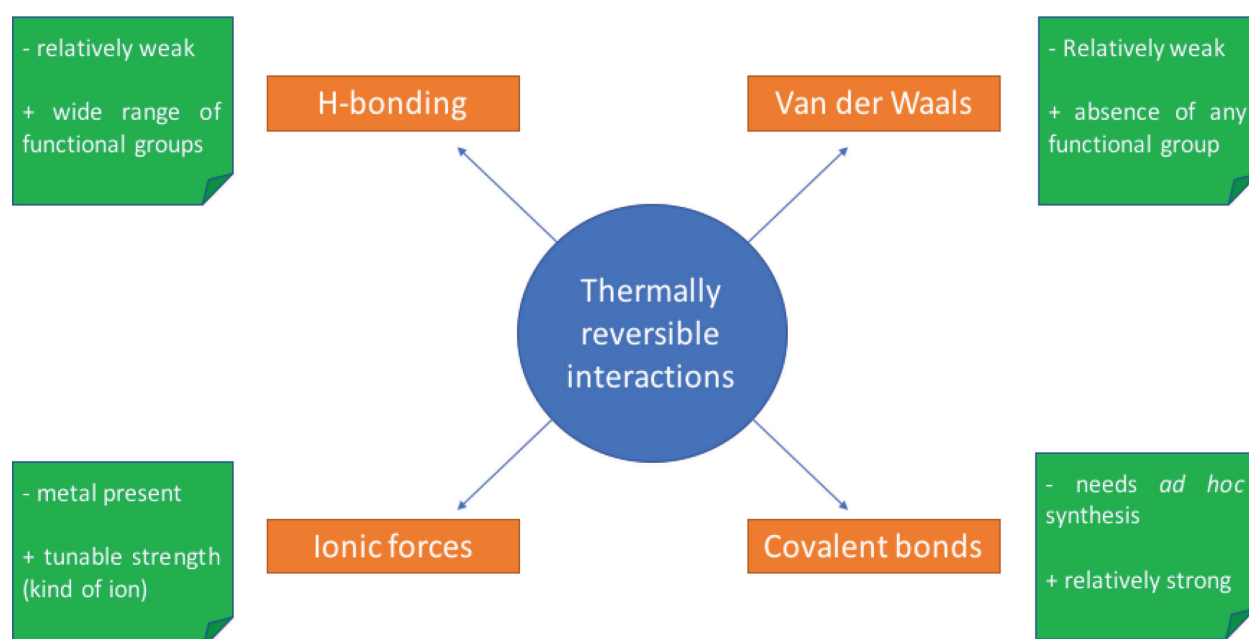 - relatively weak
+ wide range of
functional groups
H-bonding
Van der Waals
- Relatively weak
+ absence of any
functional group
Thermally
reversible
interactions
- metal present
+ tunable strength
(kind of ion)
Ionic forces
Covalent bonds
- needs ad hoc
synthesis
+ relatively strong